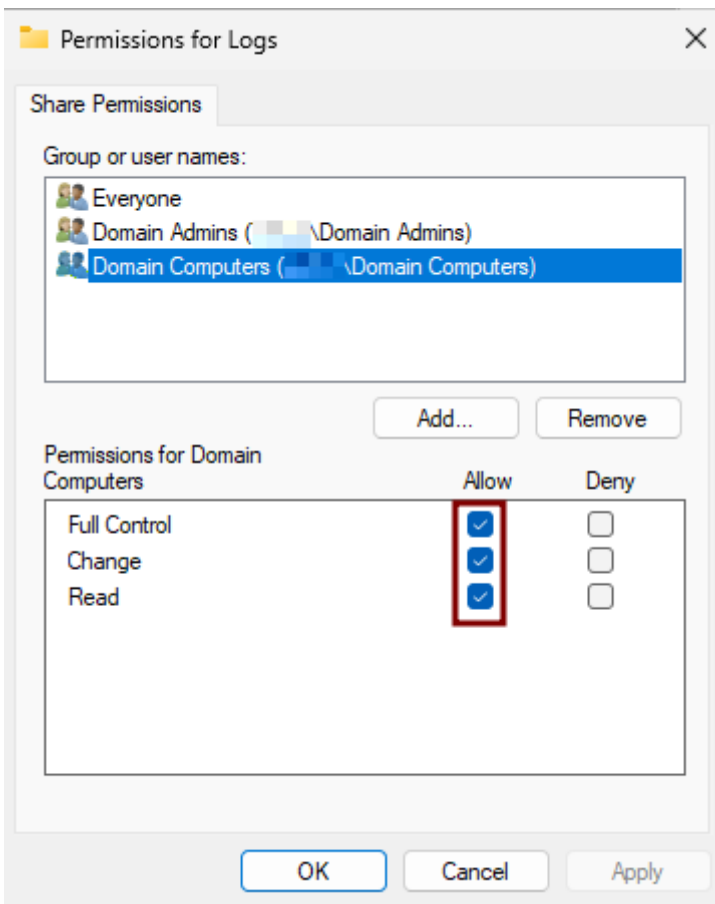 Permissions for Logs
Share Permissions
Group or user names:
Everyone
Domain Admins ( \Domain Admins)
Domain Computers ( \Domain Computers)
Add... Remove
Permissions for Domain
Computers Allow Deny
Full Control
Change
Read
OK Cancel Apply